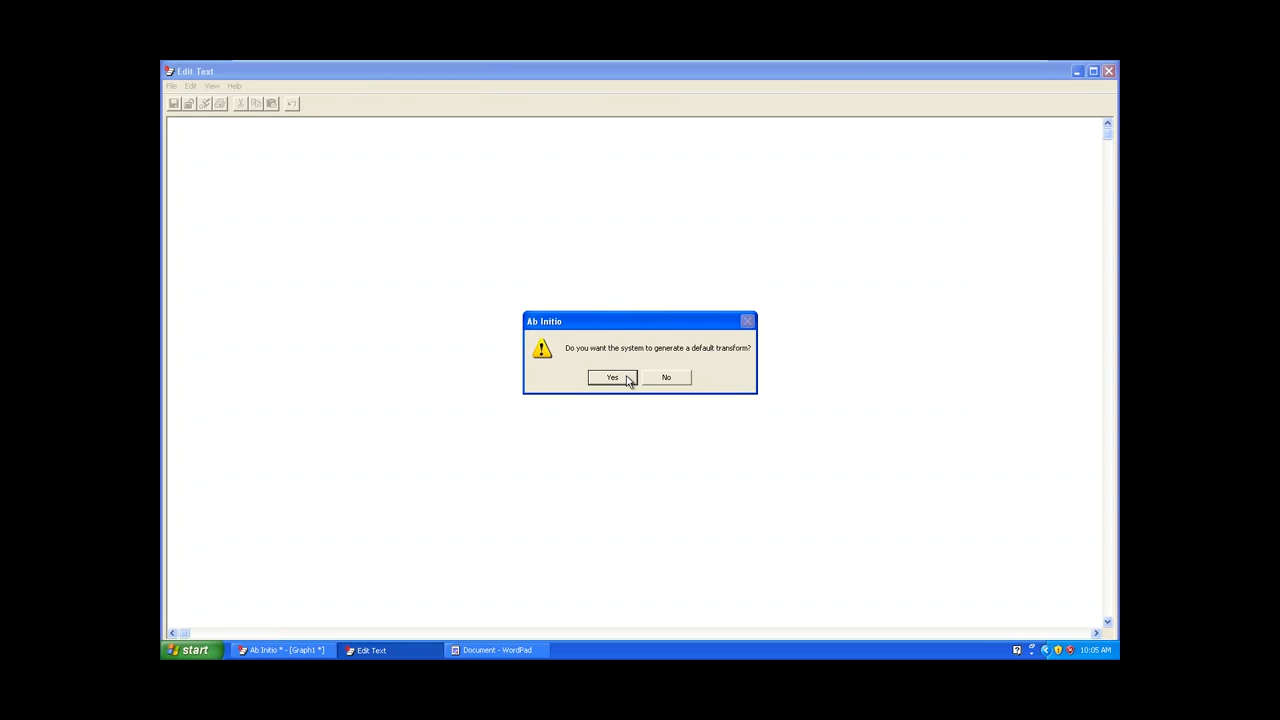 Edit Text
File Edit View Help
Ab Initio
Do you want the system to generate a default transform?
Yes No
start Ab Initio * - [Graph1 *] Edit Text Document - WordPad 10:05 AM